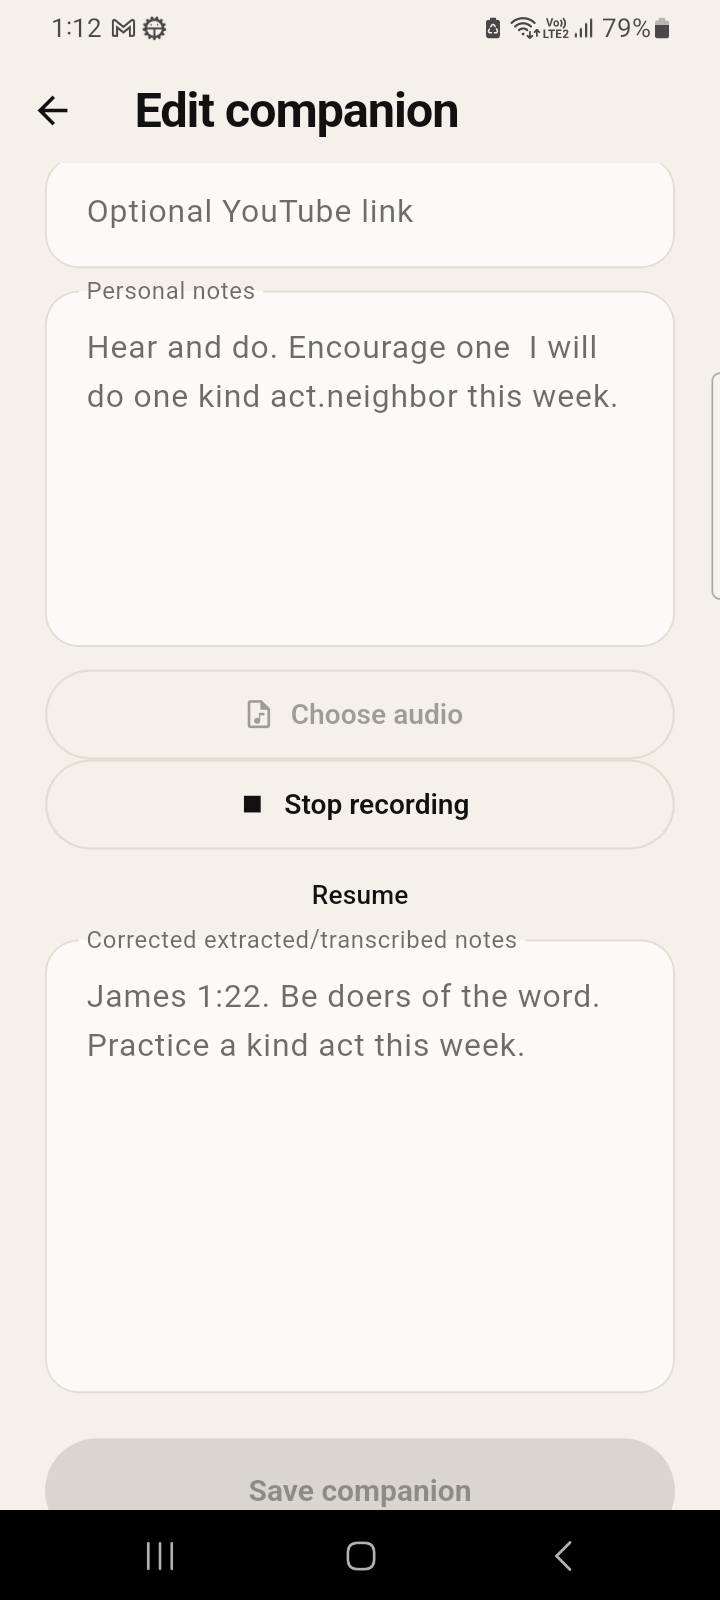 1:12 Vo)) LTE2 79%
Edit companion
Optional YouTube link
Personal notes
Hear and do. Encourage one  I will
do one kind act.neighbor this week.
Choose audio
Stop recording
Resume
Corrected extracted/transcribed notes
James 1:22. Be doers of the word.
Practice a kind act this week.
Save companion